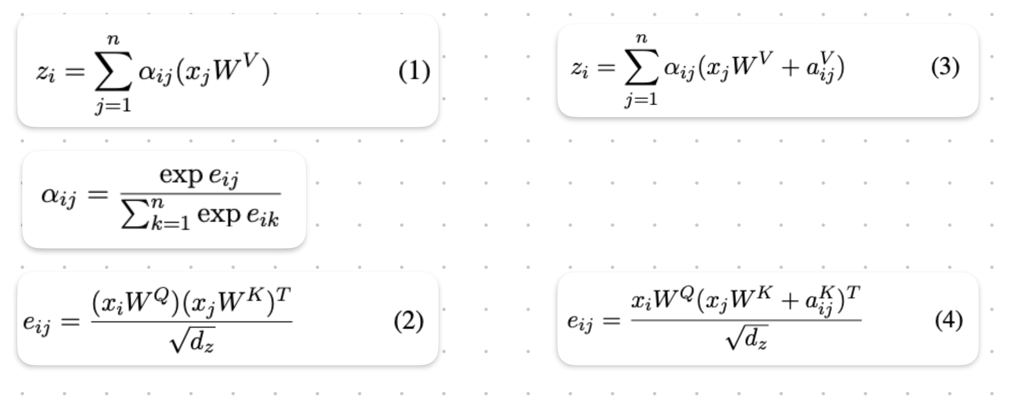 z_i = \sum_{j=1}^{n} \alpha_{ij}(x_j W^V) (1)
\alpha_{ij} = \frac{\exp e_{ij}}{\sum_{k=1}^{n} \exp e_{ik}}
e_{ij} = \frac{(x_i W^Q)(x_j W^K)^T}{\sqrt{d_z}} (2)
z_i = \sum_{j=1}^{n} \alpha_{ij}(x_j W^V + a_{ij}^V) (3)
e_{ij} = \frac{x_i W^Q(x_j W^K + a_{ij}^K)^T}{\sqrt{d_z}} (4)